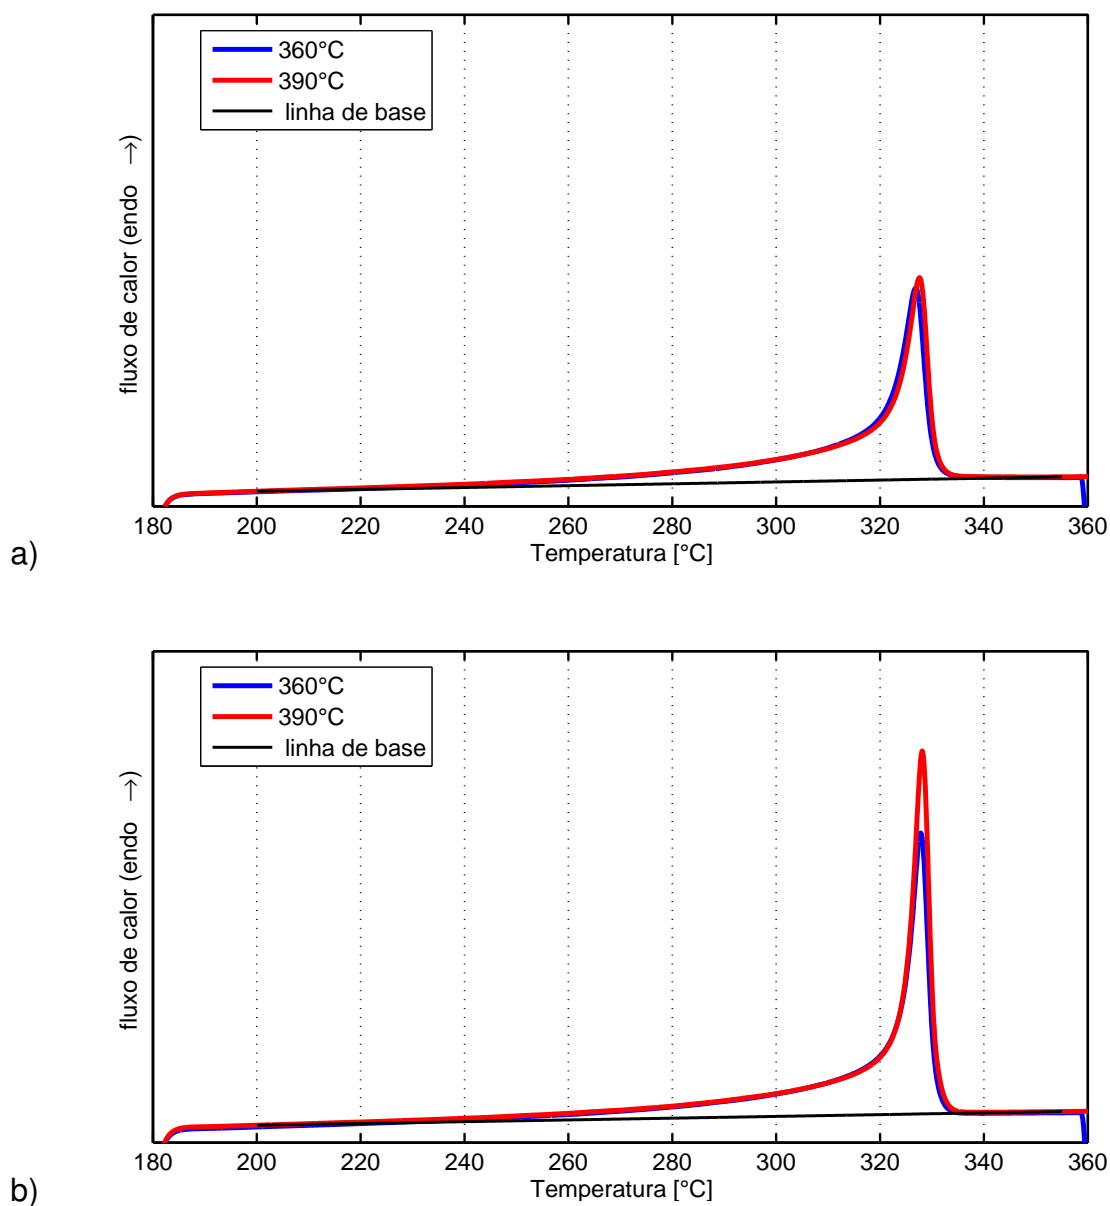 360°C
390°C
linha de base
fluxo de calor (endo →)
180 200 220 240 260 280 300 320 340 360
Temperatura [°C]
a)
360°C
390°C
linha de base
fluxo de calor (endo →)
180 200 220 240 260 280 300 320 340 360
Temperatura [°C]
b)